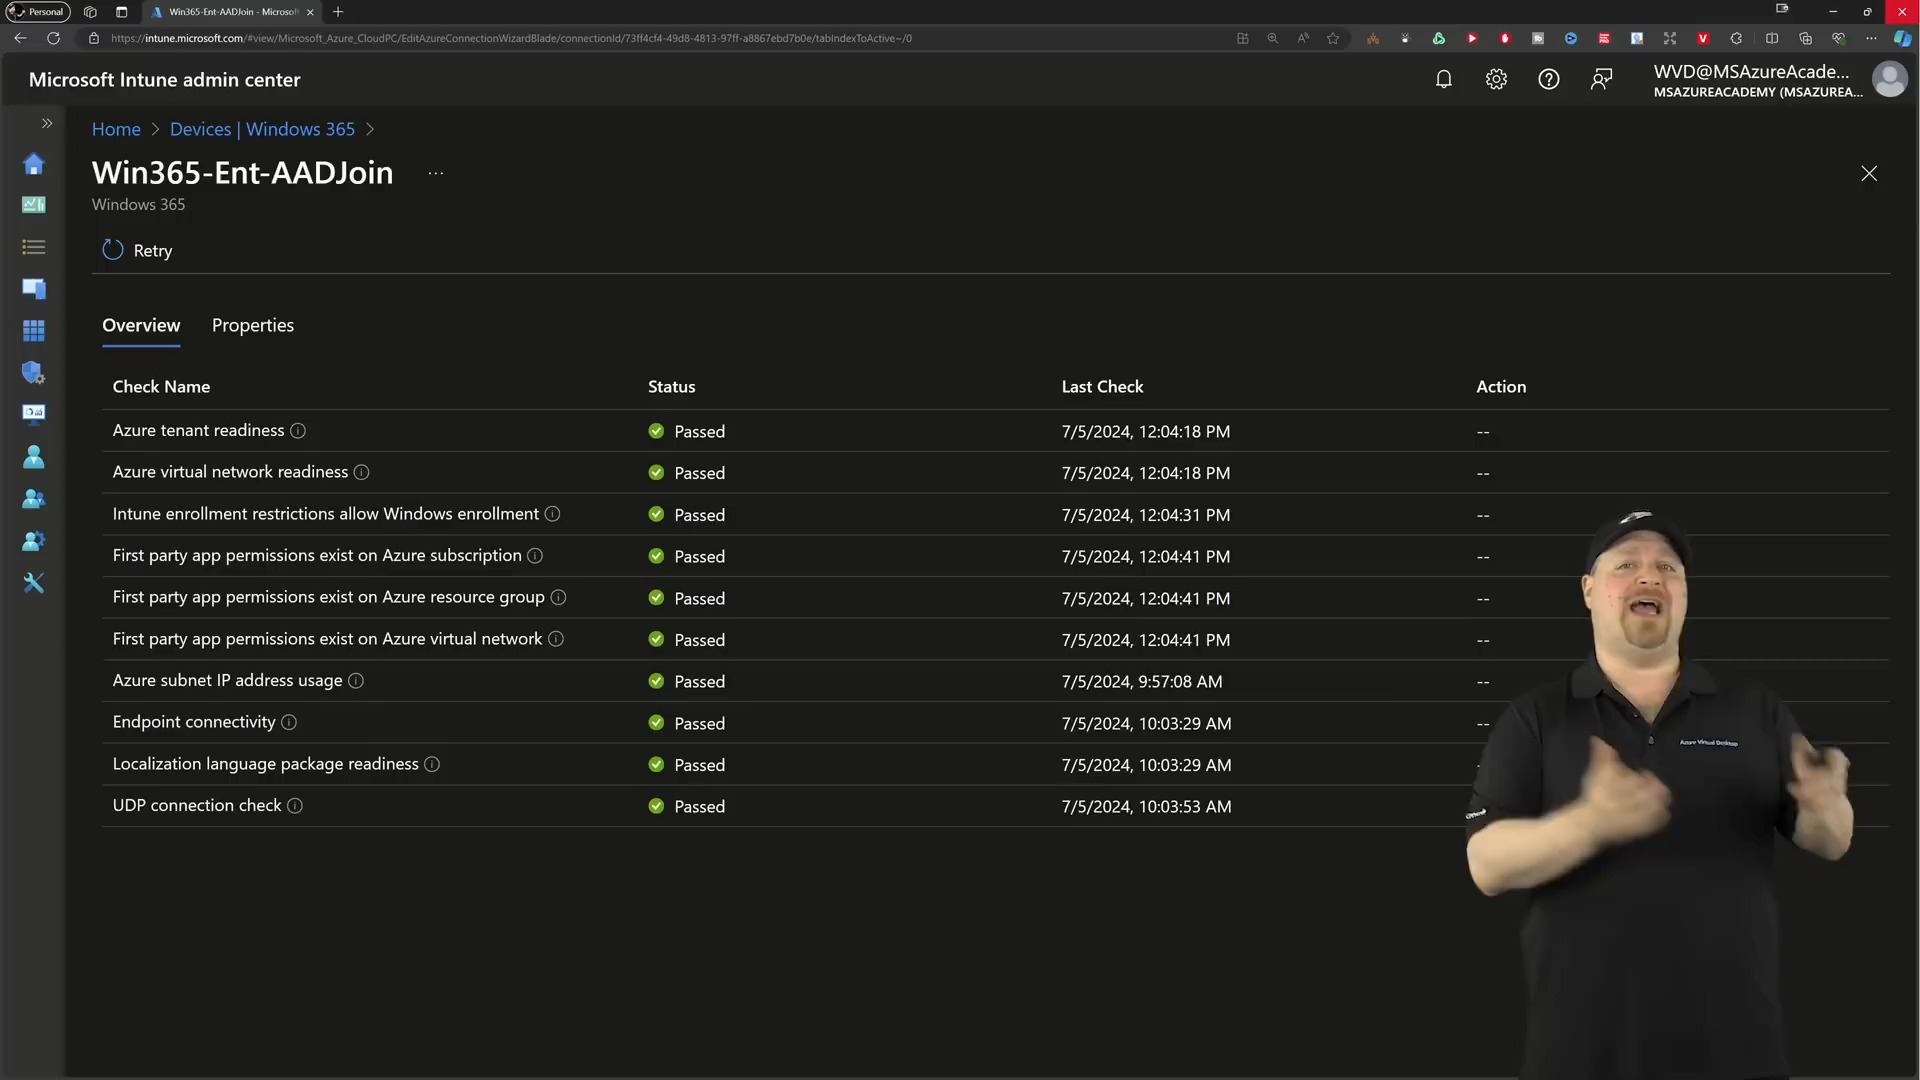 Personal
Win365-Ent-AADJoin - Microsof
https://intune.microsoft.com/#view/Microsoft_Azure_CloudPC/EditAzureConnectionWizardBlade/connectionId/73ff4cf4-49d8-4813-97ff-a8867ebd7b0e/tabIndexToActive~/0
Microsoft Intune admin center
WVD@MSAzureAcade...
MSAZUREACADEMY (MSAZUREA...
Home > Devices | Windows 365 >
Win365-Ent-AADJoin ...
Windows 365
Retry
Overview Properties
Check Name Status Last Check Action
Azure tenant readiness Passed 7/5/2024, 12:04:18 PM --
Azure virtual network readiness Passed 7/5/2024, 12:04:18 PM --
Intune enrollment restrictions allow Windows enrollment Passed 7/5/2024, 12:04:31 PM --
First party app permissions exist on Azure subscription Passed 7/5/2024, 12:04:41 PM --
First party app permissions exist on Azure resource group Passed 7/5/2024, 12:04:41 PM --
First party app permissions exist on Azure virtual network Passed 7/5/2024, 12:04:41 PM --
Azure subnet IP address usage Passed 7/5/2024, 9:57:08 AM --
Endpoint connectivity Passed 7/5/2024, 10:03:29 AM --
Localization language package readiness Passed 7/5/2024, 10:03:29 AM -
UDP connection check Passed 7/5/2024, 10:03:53 AM
Azure Virtual Desktop